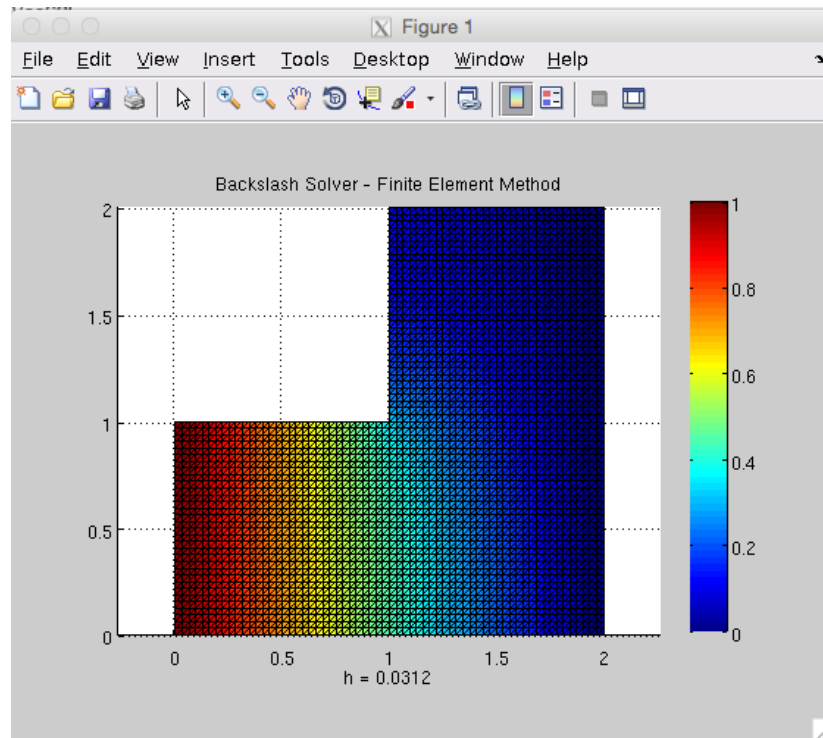 Figure 1
File Edit View Insert Tools Desktop Window Help
Backslash Solver - Finite Element Method
2
1.5
1
0.5
0
0 0.5 1 1.5 2
h = 0.0312
1
0.8
0.6
0.4
0.2
0